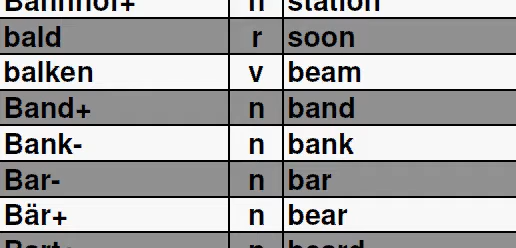 Bahnhof+ n station
bald r soon
balken v beam
Band+ n band
Bank- n bank
Bar- n bar
Bär+ n bear
Bart+ n beard